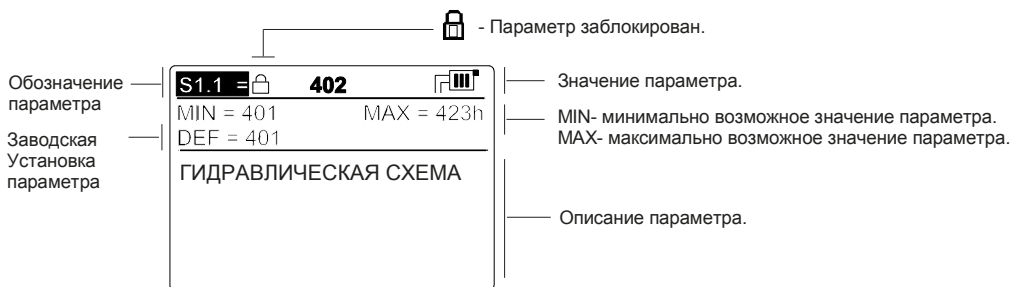 - Параметр заблокирован.
Обозначение
параметра
S1.1 = 402
Значение параметра.
MIN = 401 MAX = 423h
DEF = 401
MIN- минимально возможное значение параметра.
MAX- максимально возможное значение параметра.
Заводская
Установка
параметра
ГИДРАВЛИЧЕСКАЯ СХЕМА
Описание параметра.